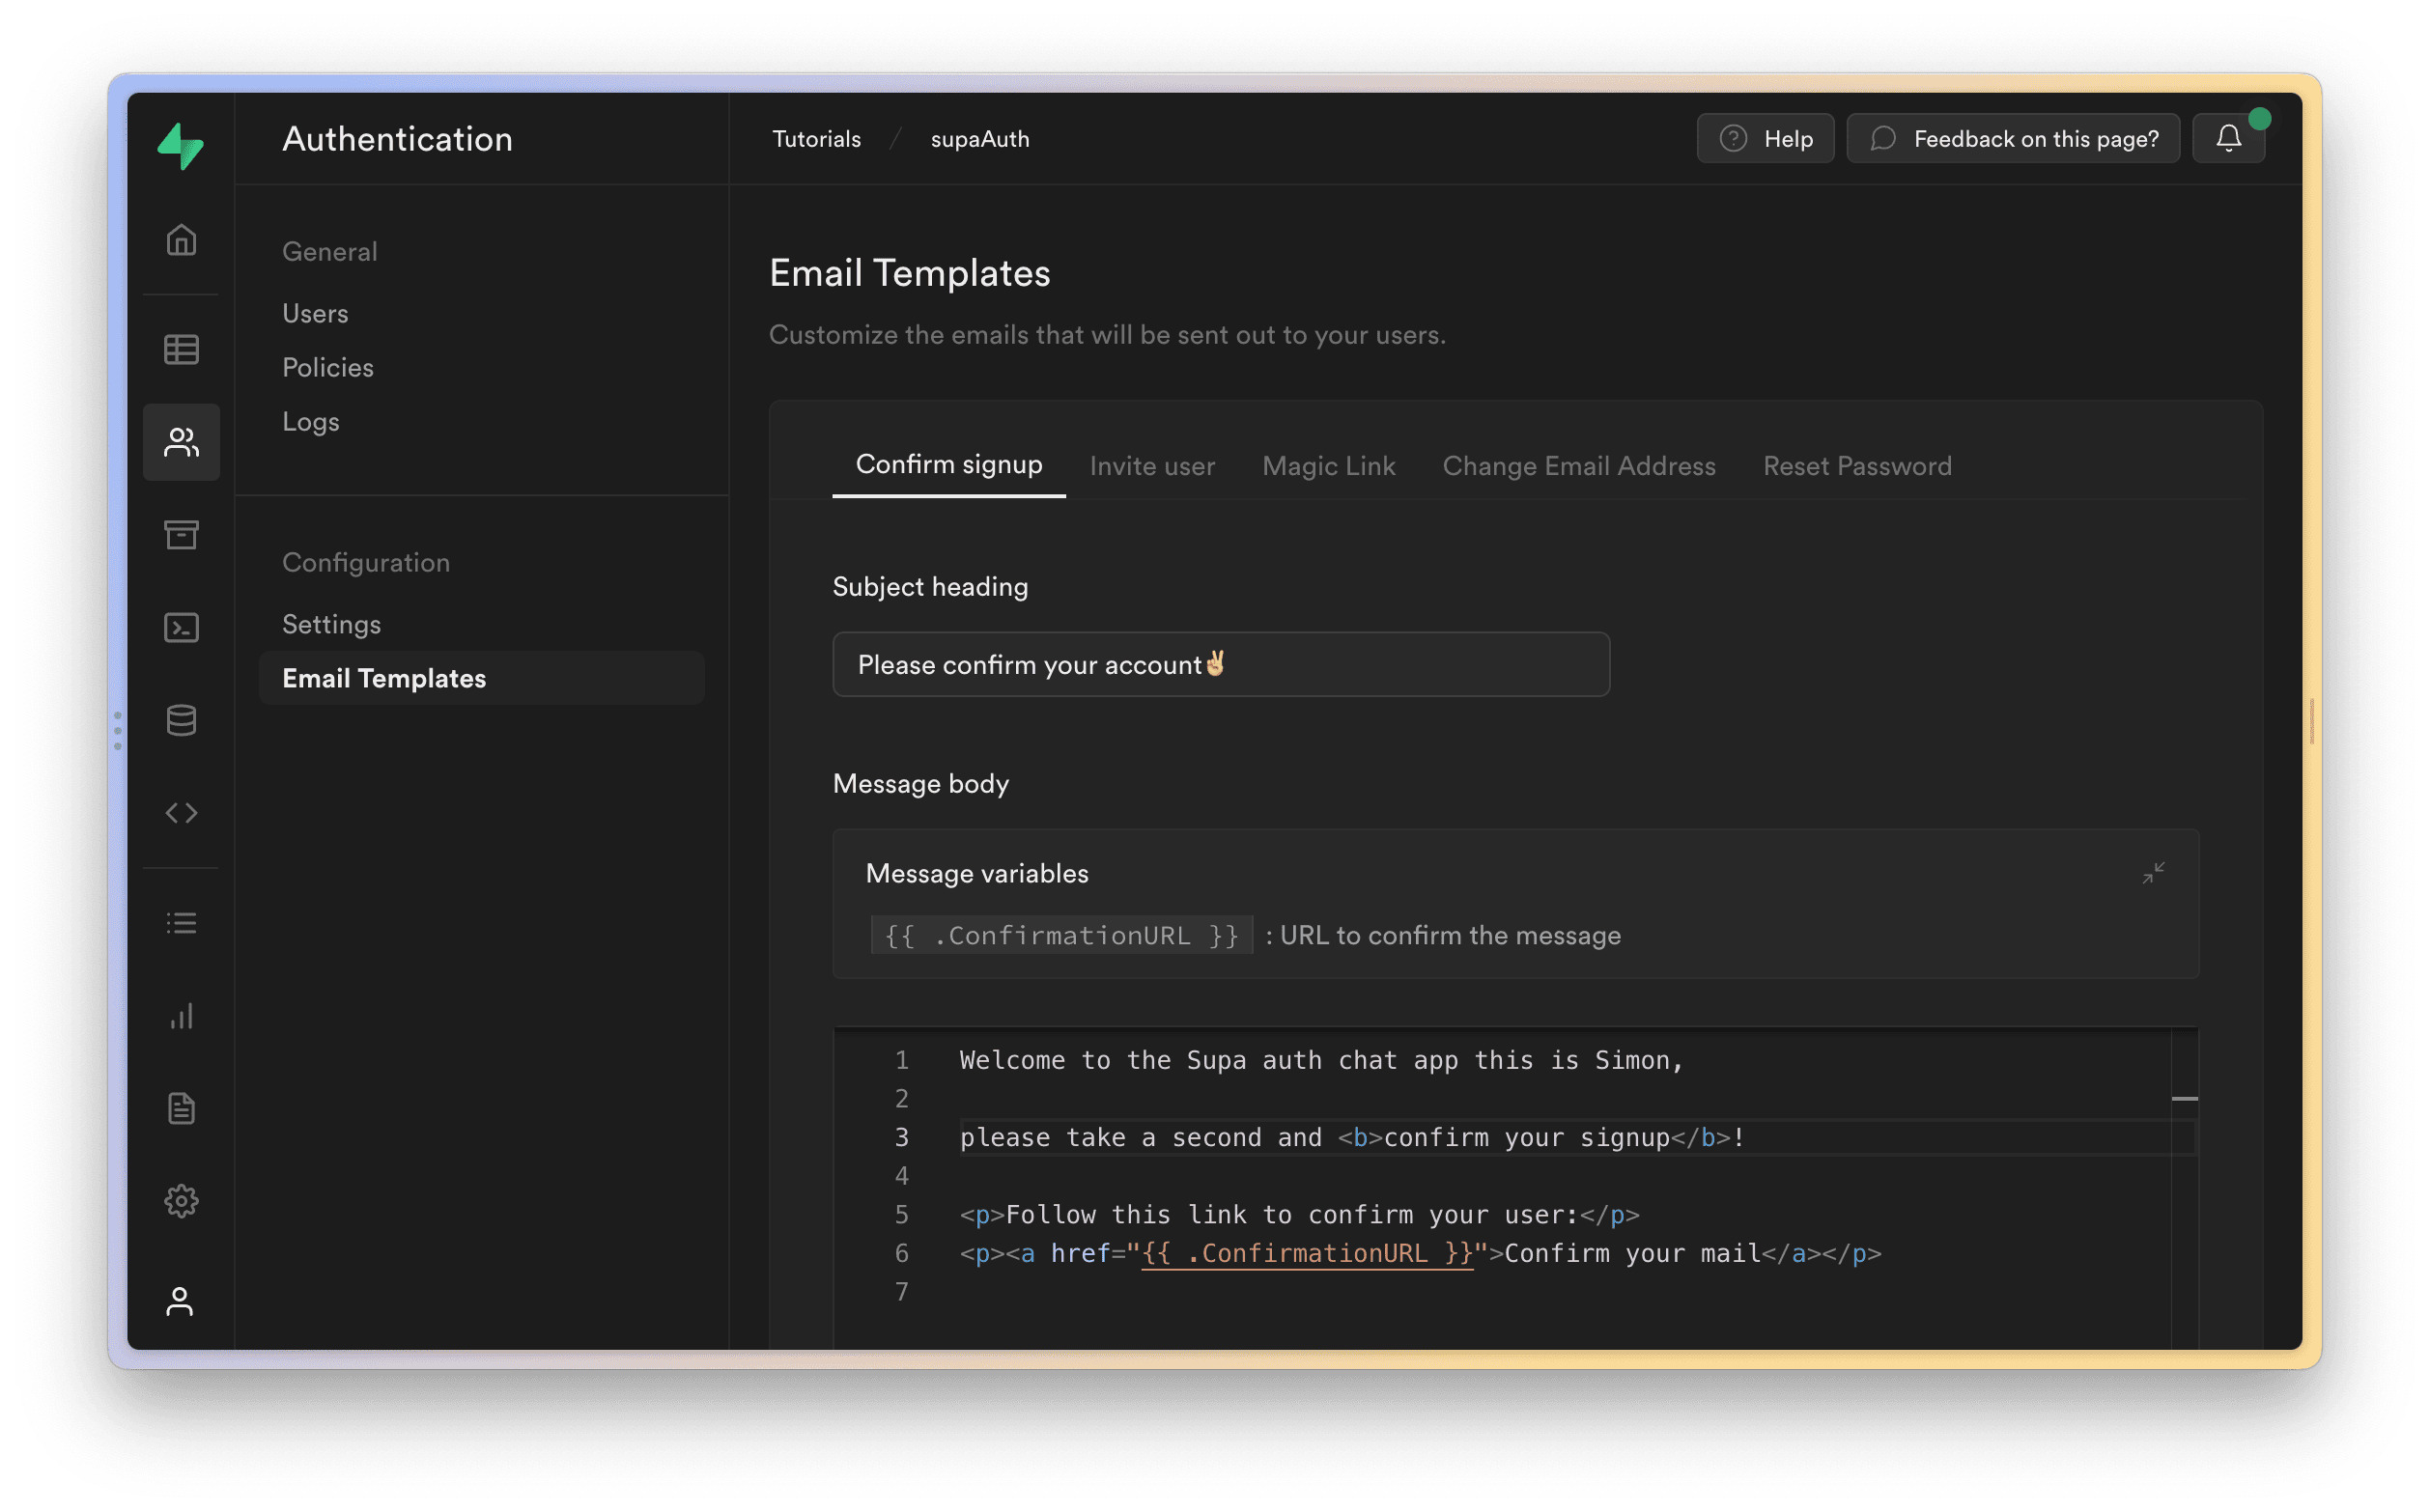 Authentication
Tutorials / supaAuth
Help
Feedback on this page?
General
Users
Policies
Logs
Configuration
Settings
Email Templates
Email Templates
Customize the emails that will be sent out to your users.
Confirm signup Invite user Magic Link Change Email Address Reset Password
Subject heading
Please confirm your account✌🏼
Message body
Message variables
{{ .ConfirmationURL }} : URL to confirm the message
1 Welcome to the Supa auth chat app this is Simon,
2
3 please take a second and <b>confirm your signup</b>!
4
5 <p>Follow this link to confirm your user:</p>
6 <p><a href="{{ .ConfirmationURL }}">Confirm your mail</a></p>
7